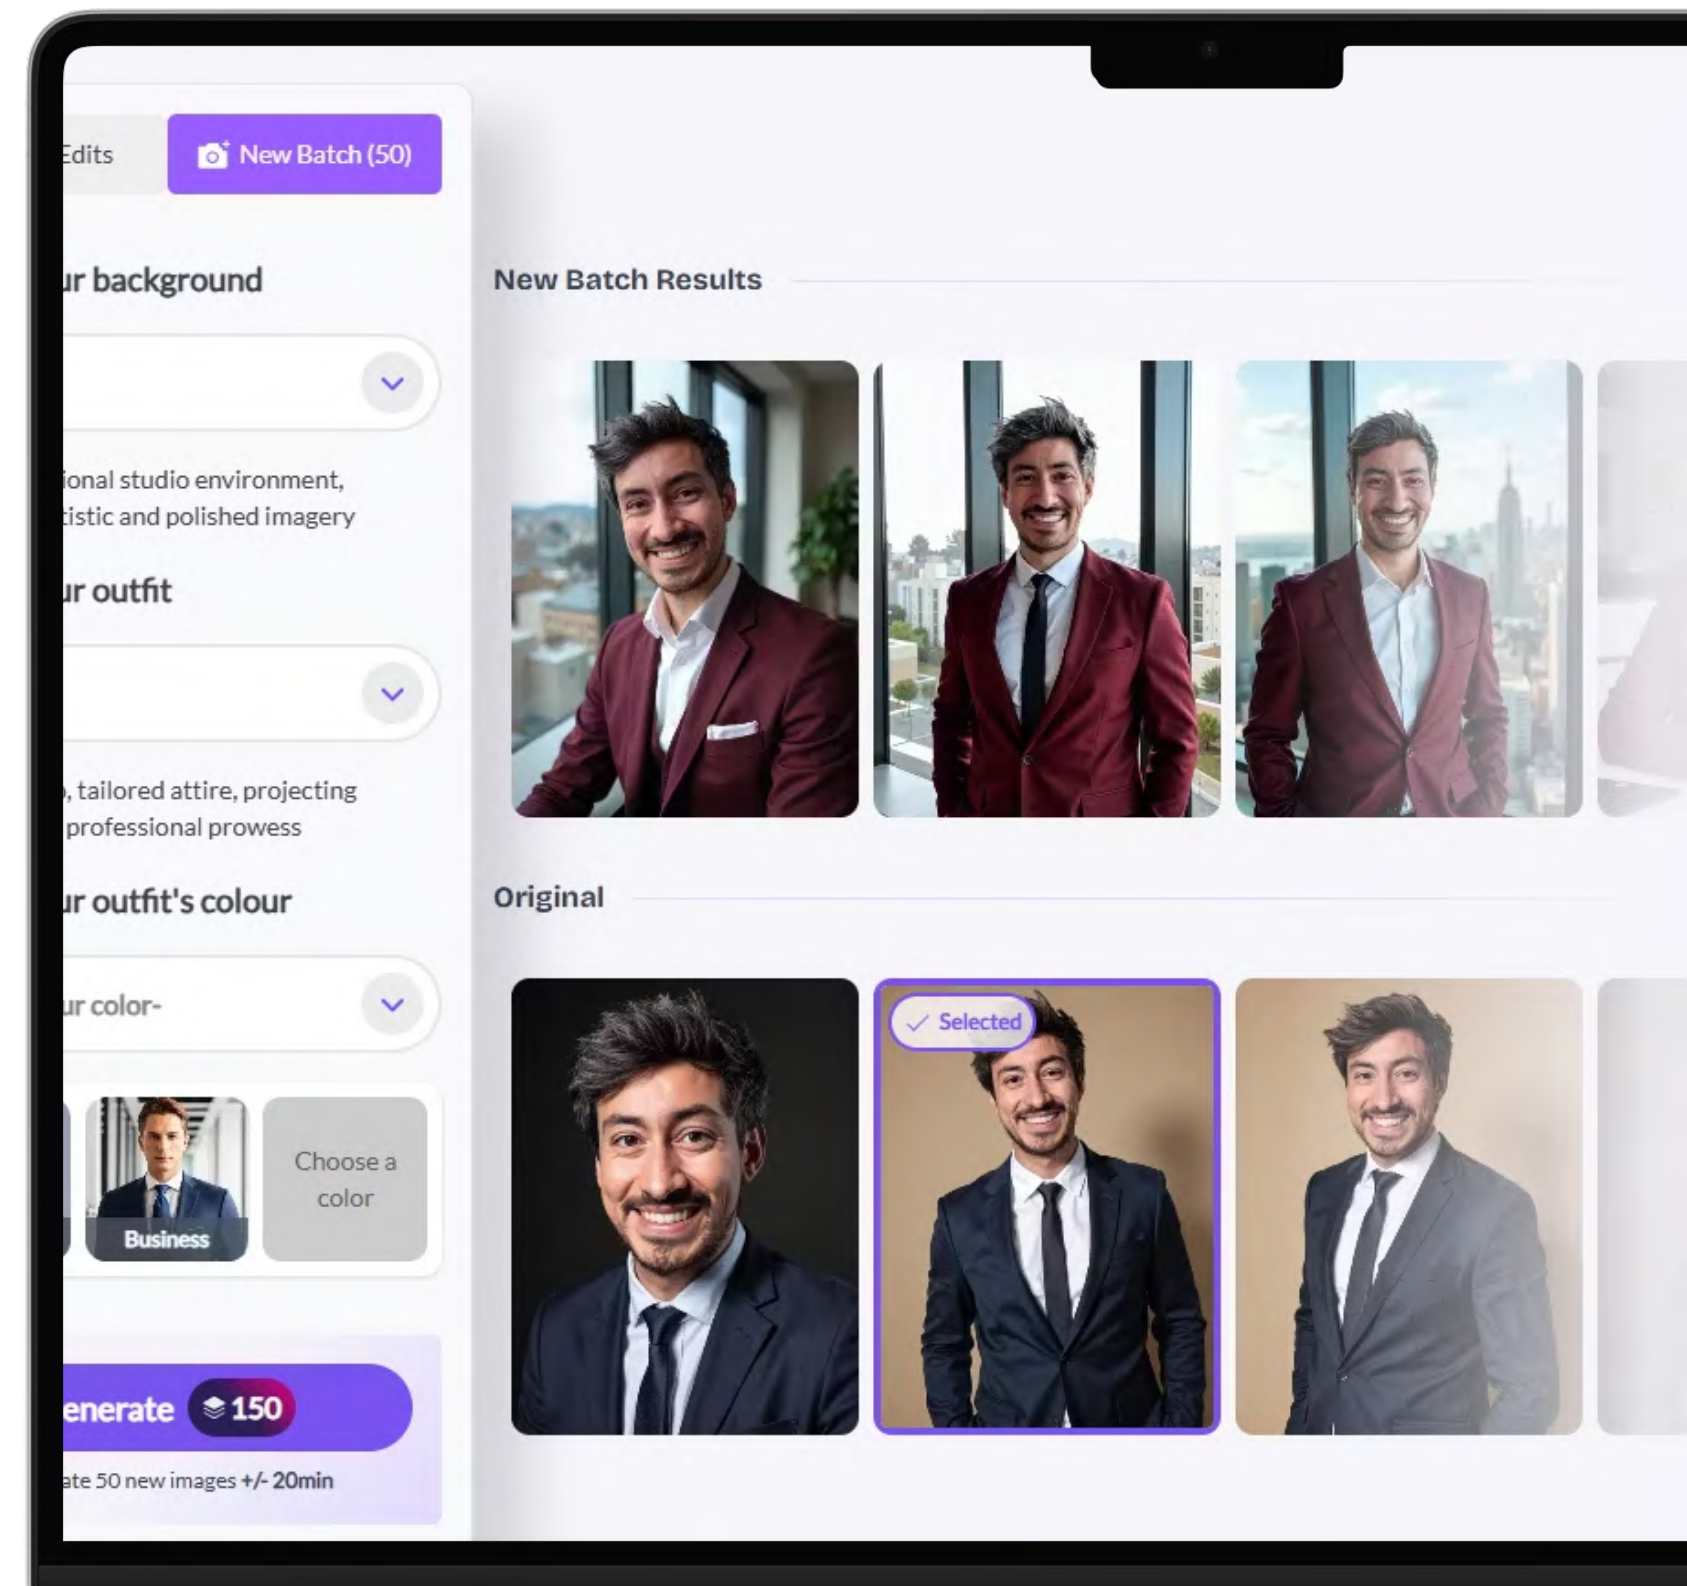 Edits
New Batch (50)
ur background
ional studio environment,
tistic and polished imagery
ur outfit
, tailored attire, projecting
professional prowess
ur outfit's colour
ur color-
Business
Choose a
color
enerate 150
ate 50 new images +/- 20min
New Batch Results
Original
Selected